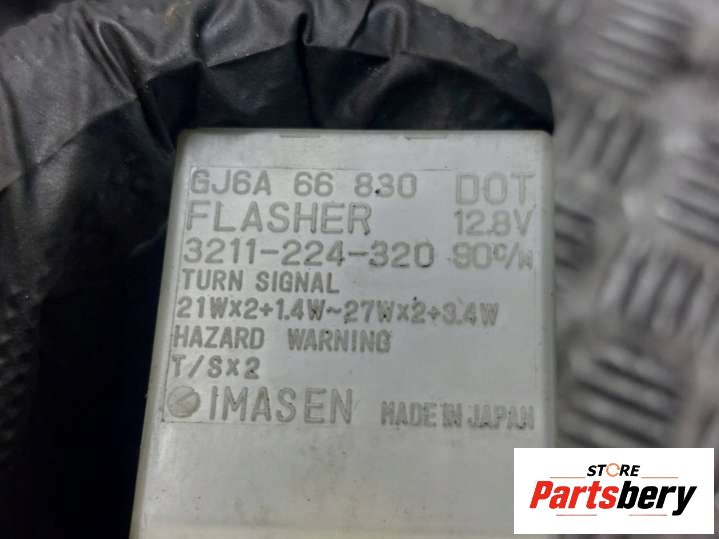 GJ6A 66 830 DOT
FLASHER 12.8V
3211-224-320 90c/м
TURN SIGNAL
21W×2+1.4W~27W×2+3.4W
HAZARD WARNING
T/S×2
IMASEN MADE IN JAPAN
STORE
Partsbery